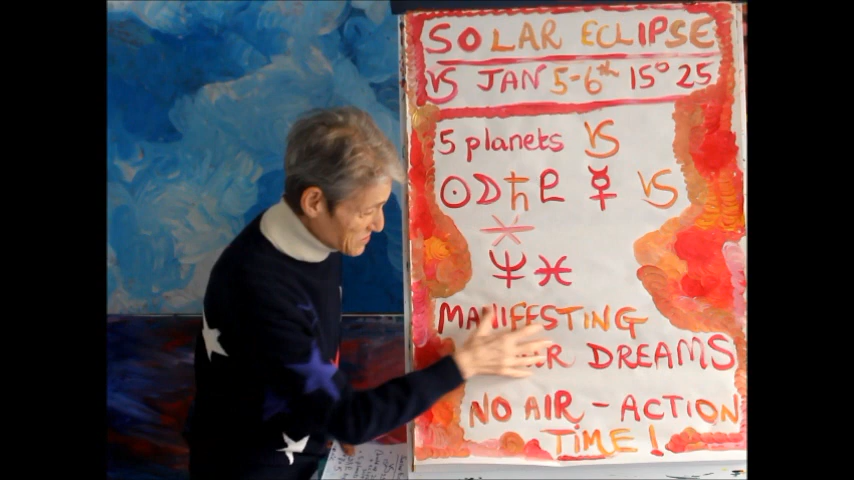 SOLAR ECLIPSE
♑ JAN 5-6th 15° 25
5 planets ♑
☉☽♄♇ ☿ ♑
⚹
♆ ♓
MANIFESTING
DREAMS
NO AIR - ACTION
TIME!